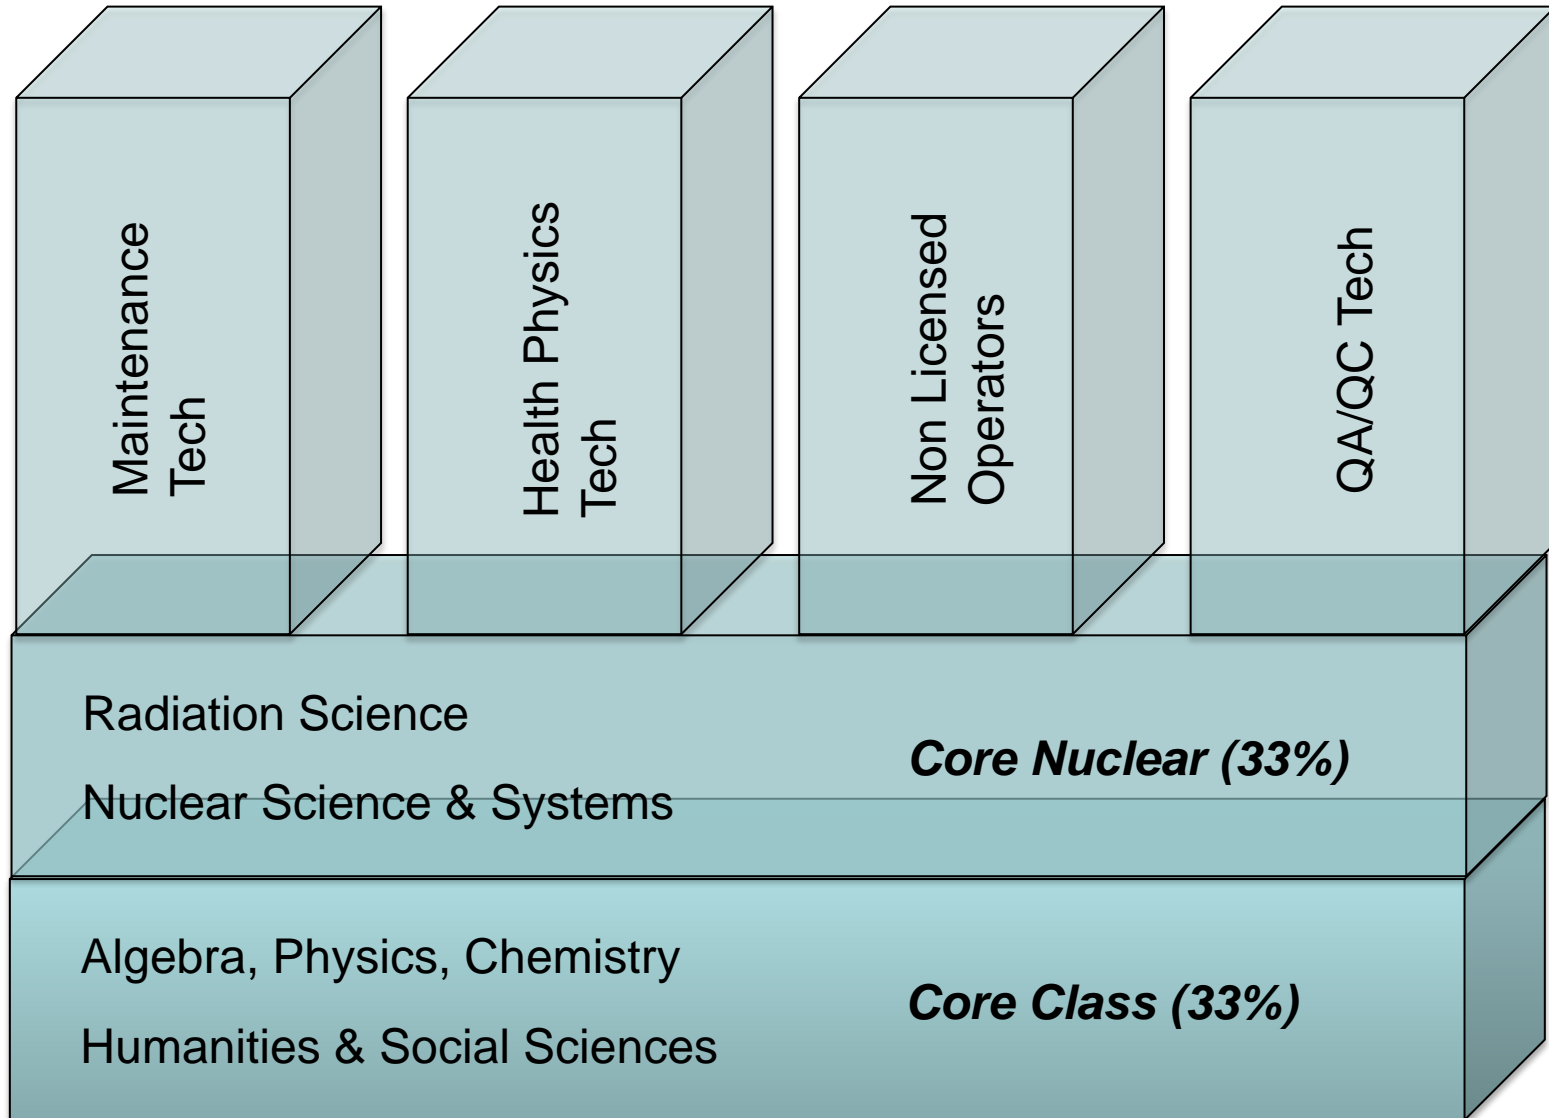 Maintenance
Tech
Health Physics
Tech
Non Licensed
Operators
QA/QC Tech
Radiation Science
Core Nuclear (33%)
Nuclear Science & Systems
Algebra, Physics, Chemistry
Core Class (33%)
Humanities & Social Sciences